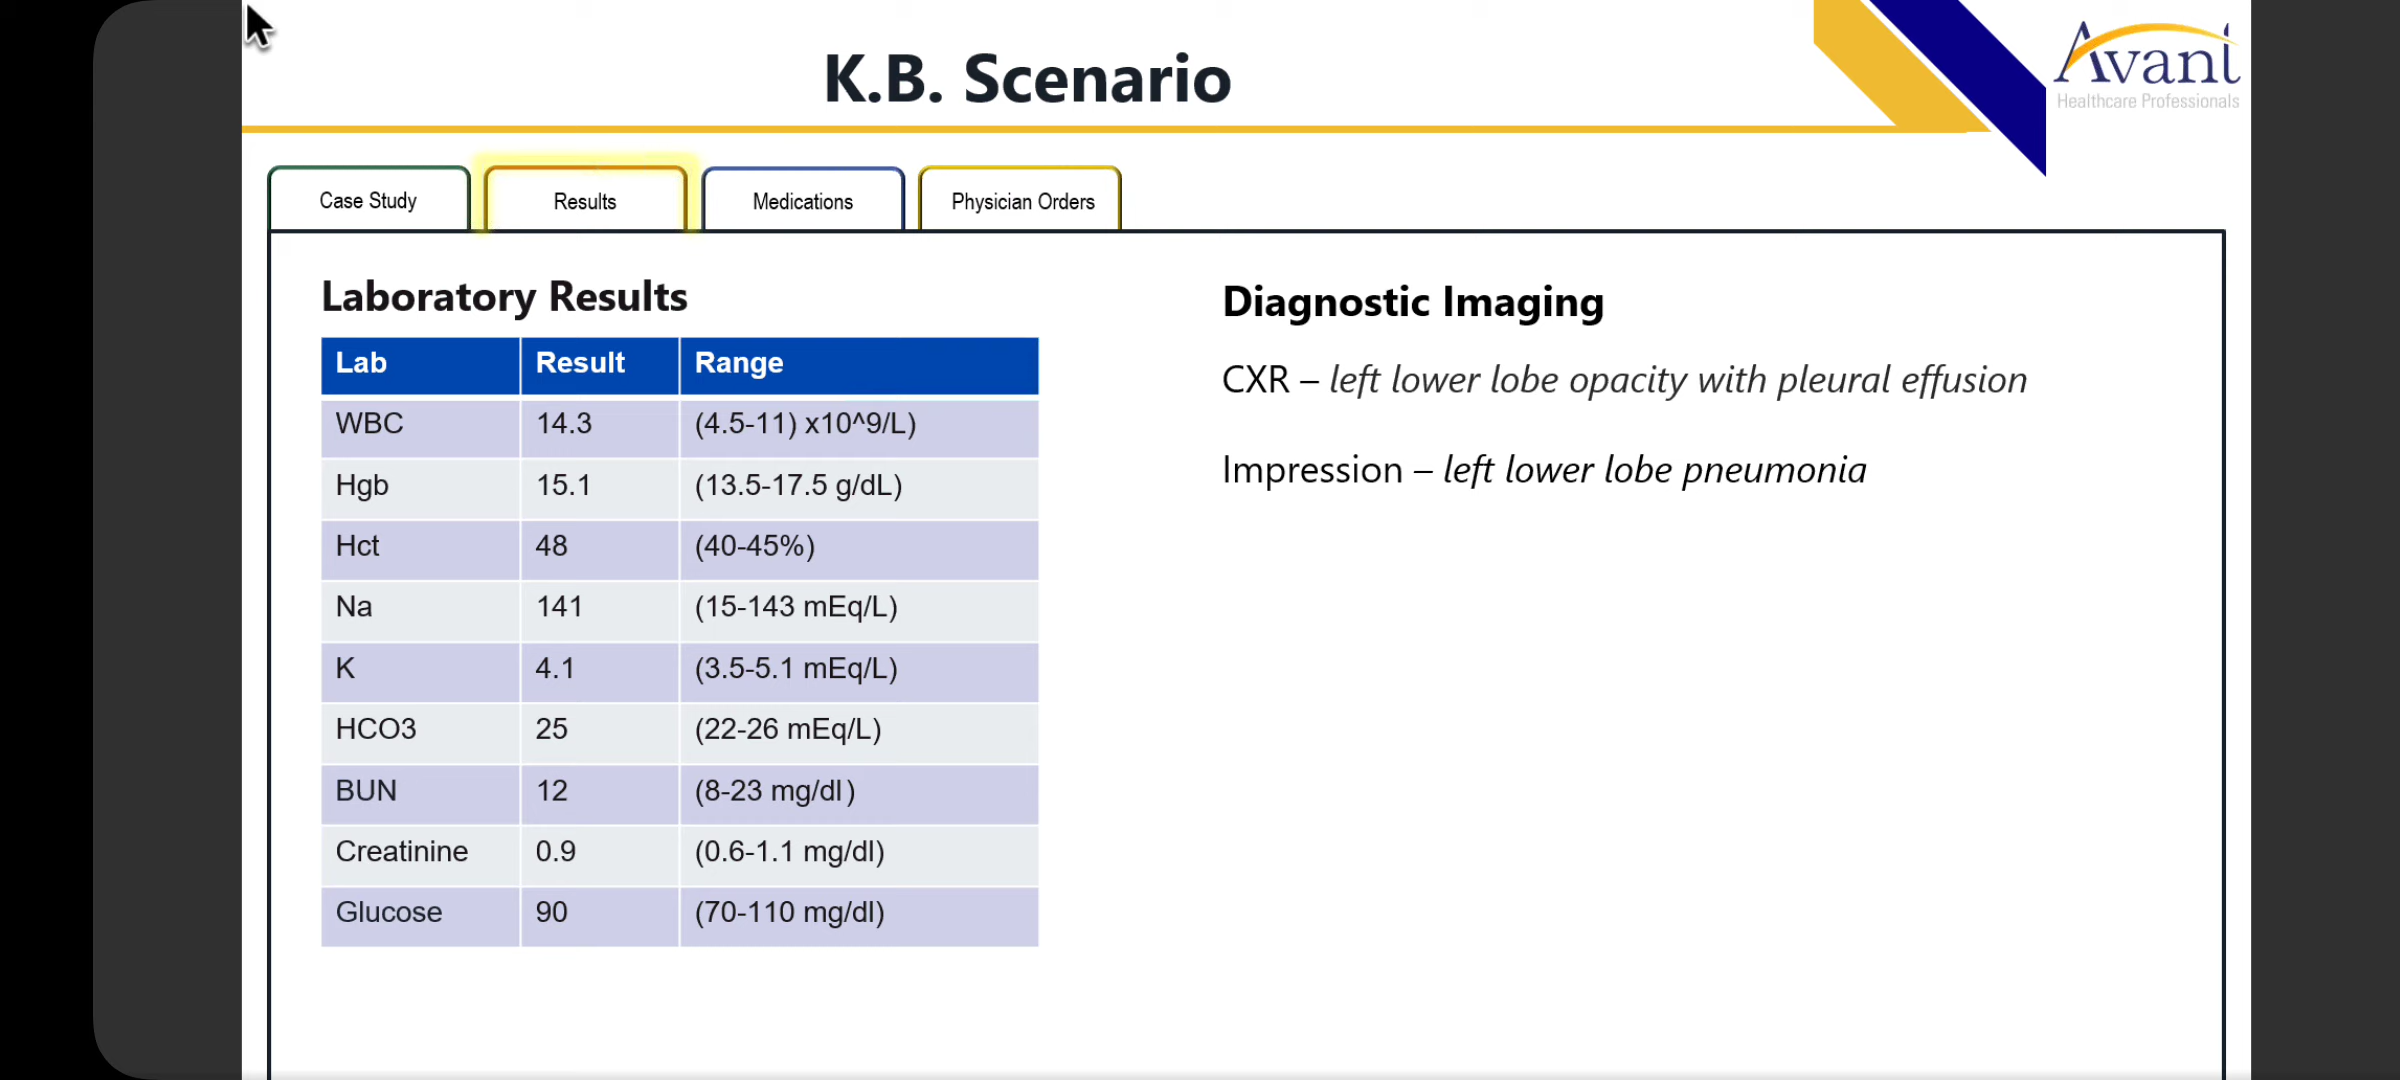 K.B. Scenario
Avant
Healthcare Professionals
Case Study
Results
Medications
Physician Orders
Laboratory Results
Lab Result Range
WBC 14.3 (4.5-11) x10^9/L)
Hgb 15.1 (13.5-17.5 g/dL)
Hct 48 (40-45%)
Na 141 (15-143 mEq/L)
K 4.1 (3.5-5.1 mEq/L)
HCO3 25 (22-26 mEq/L)
BUN 12 (8-23 mg/dl)
Creatinine 0.9 (0.6-1.1 mg/dl)
Glucose 90 (70-110 mg/dl)
Diagnostic Imaging
CXR – left lower lobe opacity with pleural effusion
Impression – left lower lobe pneumonia